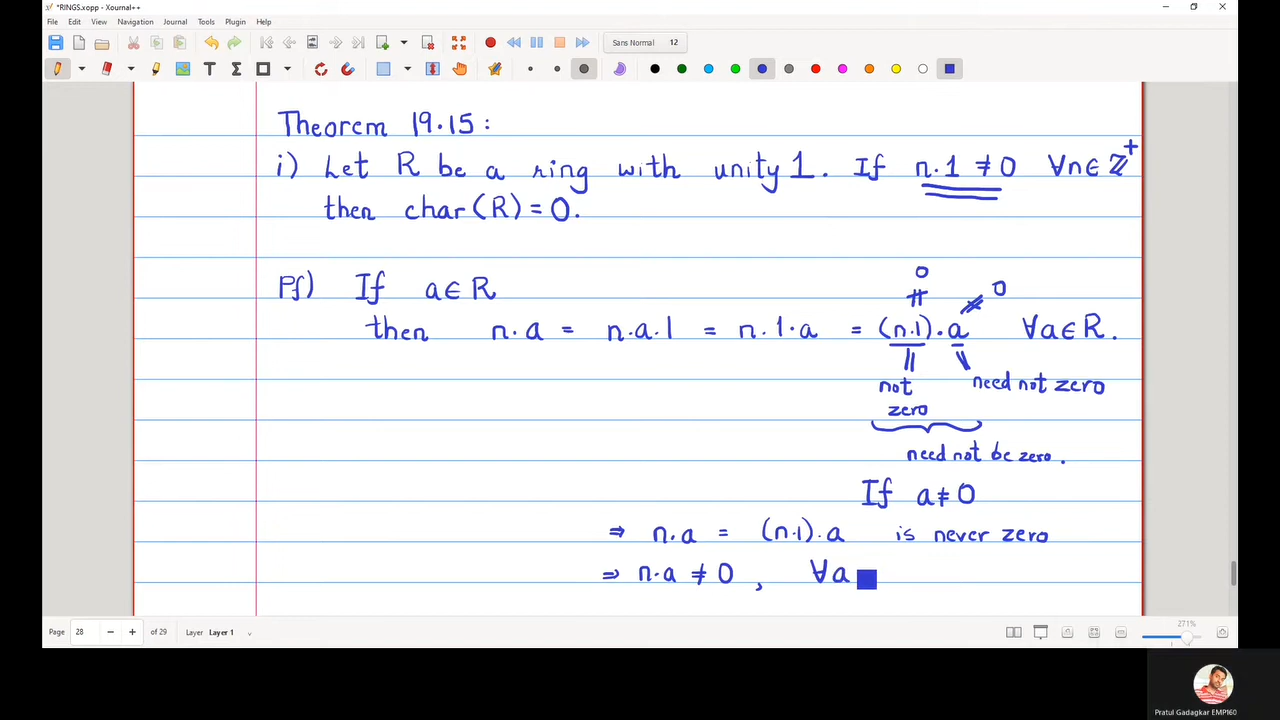 *RINGS.xopp - Xournal++
File Edit View Navigation Journal Tools Plugin Help
Sans Normal 12
Theorem 19.15 :
i) Let R be a ring with unity 1. If n.1 ≠ 0 ∀n∈ℤ⁺
then char(R) = 0.
0
Pf) If a∈R 0
then n.a = n.a.1 = n.1.a = (n.1).a ∀a∈R.
not need not zero
zero
need not be zero.
If a≠0
⇒ n.a = (n.1).a is never zero
⇒ n.a ≠ 0 , ∀a
271%
Page 28 of 29 Layer Layer 1
Pratul Gadagkar EMP160